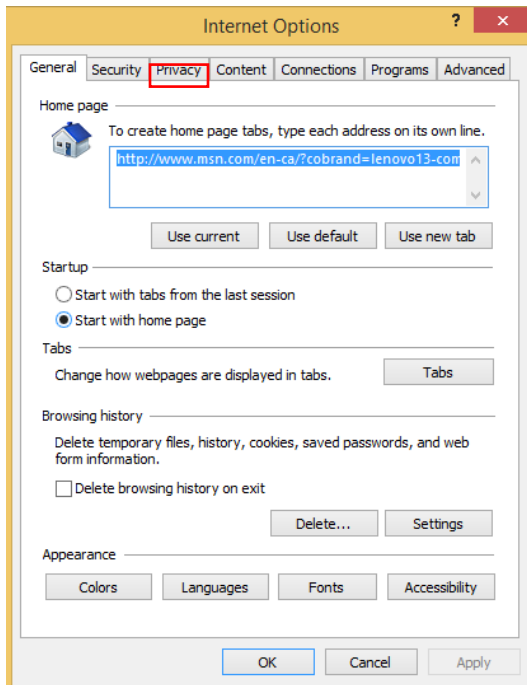 Internet Options
?
×
General Security Privacy Content Connections Programs Advanced
Home page
To create home page tabs, type each address on its own line.
http://www.msn.com/en-ca/?cobrand=lenovo13-com
Use current Use default Use new tab
Startup
Start with tabs from the last session
Start with home page
Tabs
Change how webpages are displayed in tabs.
Tabs
Browsing history
Delete temporary files, history, cookies, saved passwords, and web
form information.
Delete browsing history on exit
Delete... Settings
Appearance
Colors Languages Fonts Accessibility
OK Cancel Apply